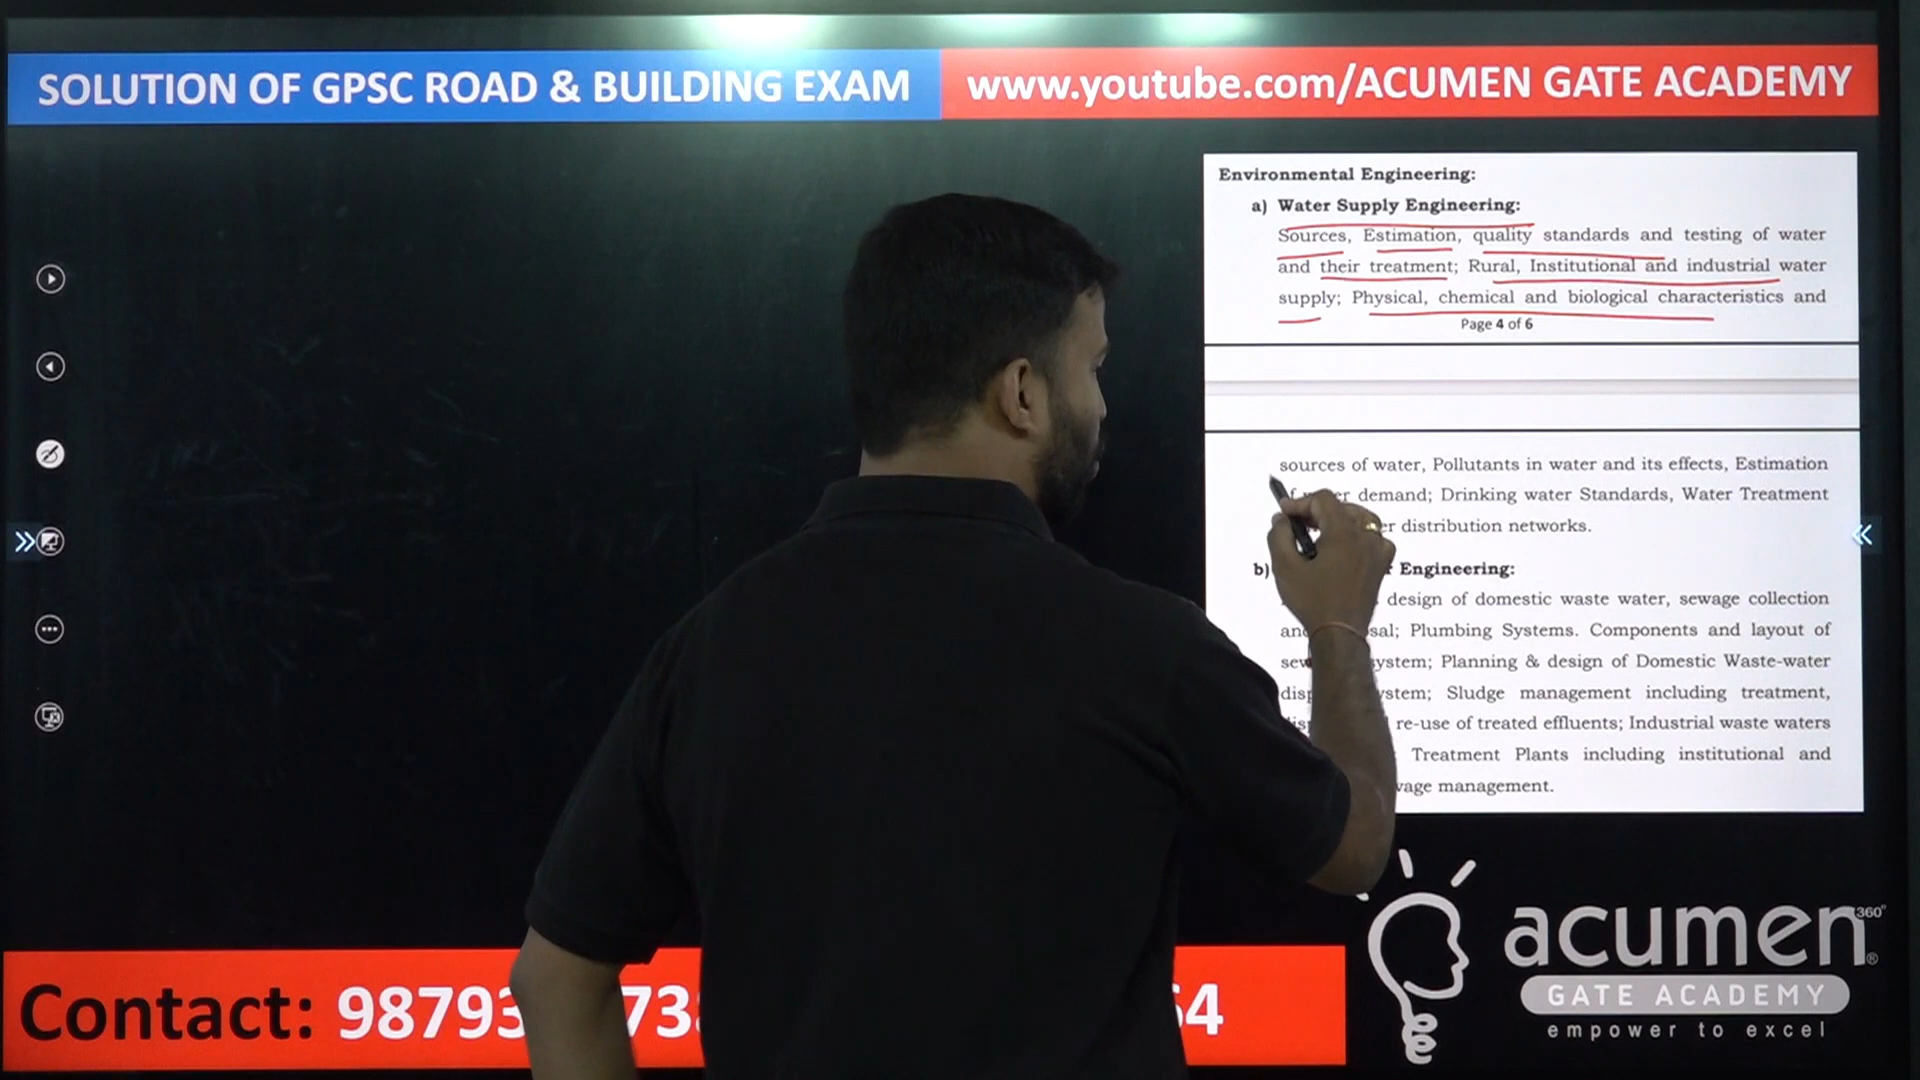 SOLUTION OF GPSC ROAD & BUILDING EXAM
www.youtube.com/ACUMEN GATE ACADEMY
Environmental Engineering:
a) Water Supply Engineering:
Sources, Estimation, quality standards and testing of water
and their treatment; Rural, Institutional and industrial water
supply; Physical, chemical and biological characteristics and
Page 4 of 6
sources of water, Pollutants in water and its effects, Estimation
demand; Drinking water Standards, Water Treatment
distribution networks.
b) Engineering:
design of domestic waste water, sewage collection
Plumbing Systems. Components and layout of
Planning & design of Domestic Waste-water
Sludge management including treatment,
re-use of treated effluents; Industrial waste waters
Treatment Plants including institutional and
management.
acumen 360° ®
GATE ACADEMY
empower to excel
Contact: 9879